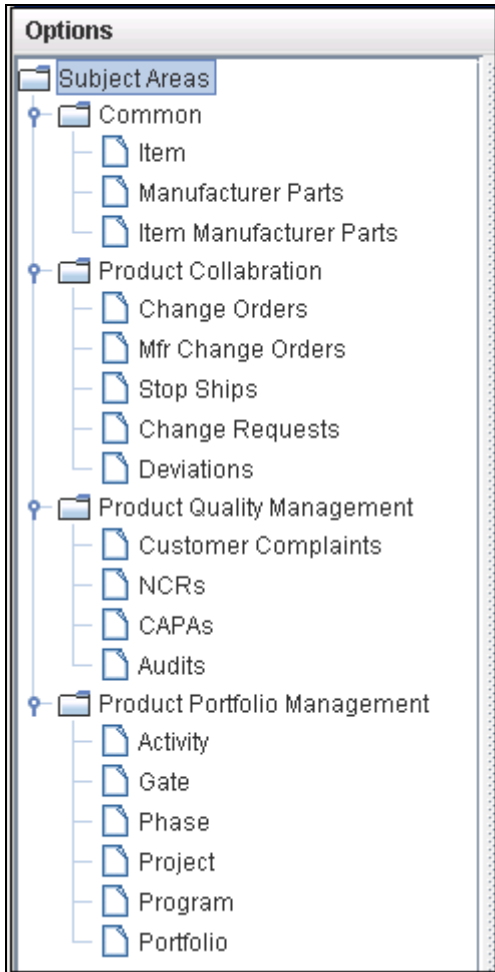 Options
Subject Areas
Common
Item
Manufacturer Parts
Item Manufacturer Parts
Product Collabration
Change Orders
Mfr Change Orders
Stop Ships
Change Requests
Deviations
Product Quality Management
Customer Complaints
NCRs
CAPAs
Audits
Product Portfolio Management
Activity
Gate
Phase
Project
Program
Portfolio